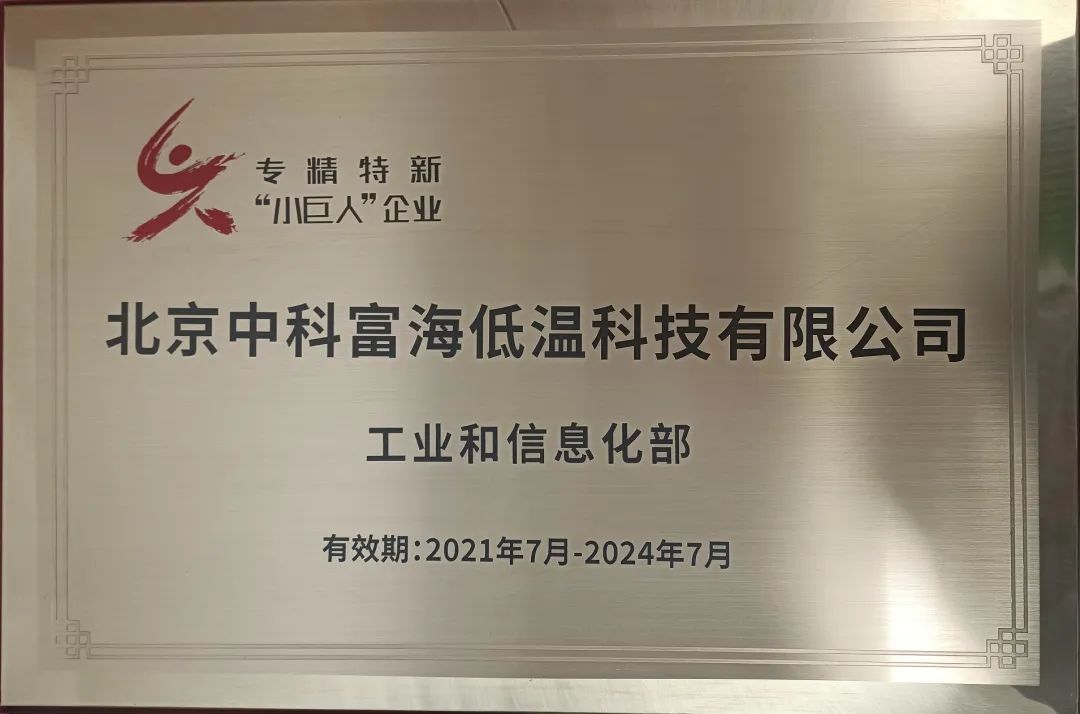 专精特新
“小巨人”企业
北京中科富海低温科技有限公司
工业和信息化部
有效期:2021年7月-2024年7月